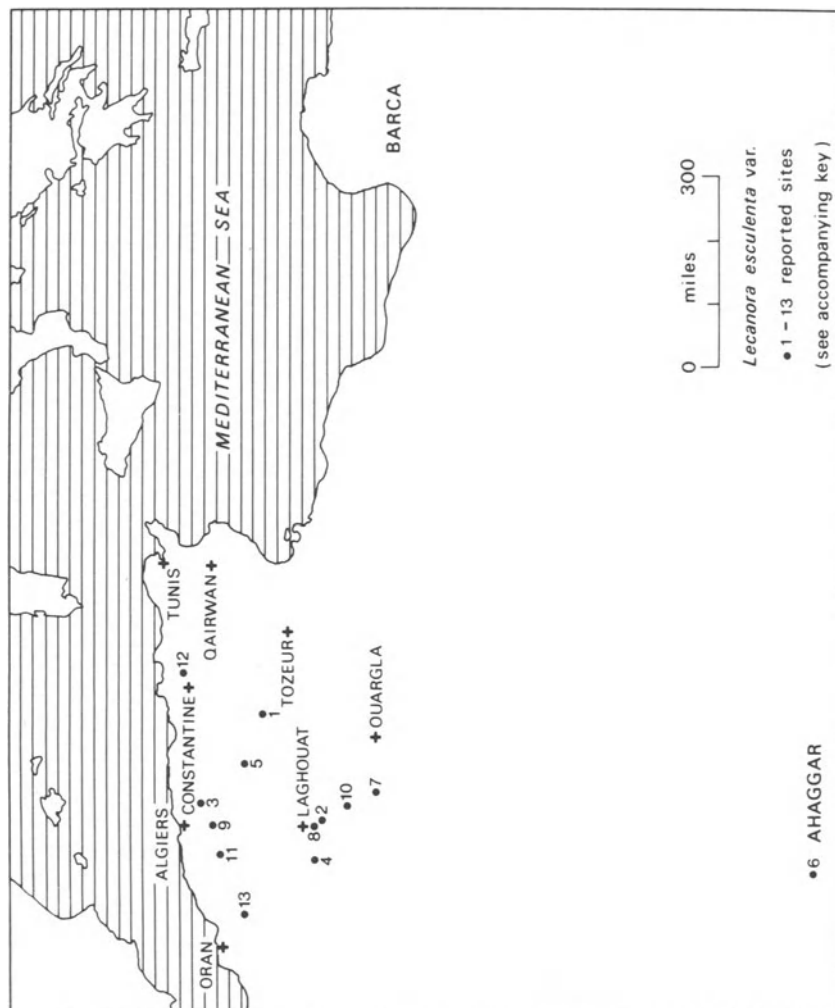 ALGIERS
CONSTANTINE
12
TUNIS
ORAN
3
9
11
13
5
QAIRWAN
1
TOZEUR
LAGHOUAT
8
2
4
10
7
OUARGLA
MEDITERRANEAN SEA
BARCA
6 AHAGGAR
0 miles 300
Lecanora esculenta var.
• 1 – 13 reported sites
(see accompanying key)